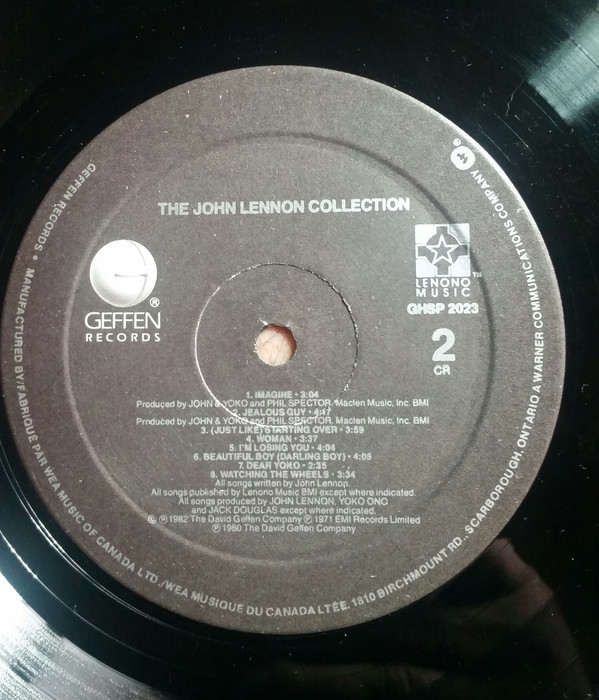 THE JOHN LENNON COLLECTION
GEFFEN
RECORDS
®
LENONO
MUSIC
TM
GHSP 2023
2
CR
1. IMAGINE • 3:04
Produced by JOHN & YOKO and PHIL SPECTOR. Maclen Music, Inc. BMI
2. JEALOUS GUY • 4:17
Produced by JOHN & YOKO and PHIL SPECTOR. Maclen Music, Inc. BMI
3. (JUST LIKE) STARTING OVER • 3:59
4. WOMAN • 3:37
5. I'M LOSING YOU • 4:04
6. BEAUTIFUL BOY (DARLING BOY) • 4:05
7. DEAR YOKO • 3:35
8. WATCHING THE WHEELS • 3:34
All songs written by John Lennon.
All songs published by Lenono Music BMI except where indicated.
All songs produced by JOHN LENNON, YOKO ONO
and JACK DOUGLAS except where indicated.
© ℗ 1982 The David Geffen Company ℗ 1971 EMI Records Limited
℗ 1980 The David Geffen Company
GEFFEN RECORDS • MANUFACTURED BY/FABRIQUÉ PAR WEA MUSIC OF CANADA LTD./WEA MUSIQUE DU CANADA LTÉE. 1810 BIRCHMOUNT RD., SCARBOROUGH, ONTARIO A WARNER COMMUNICATIONS COMPANY